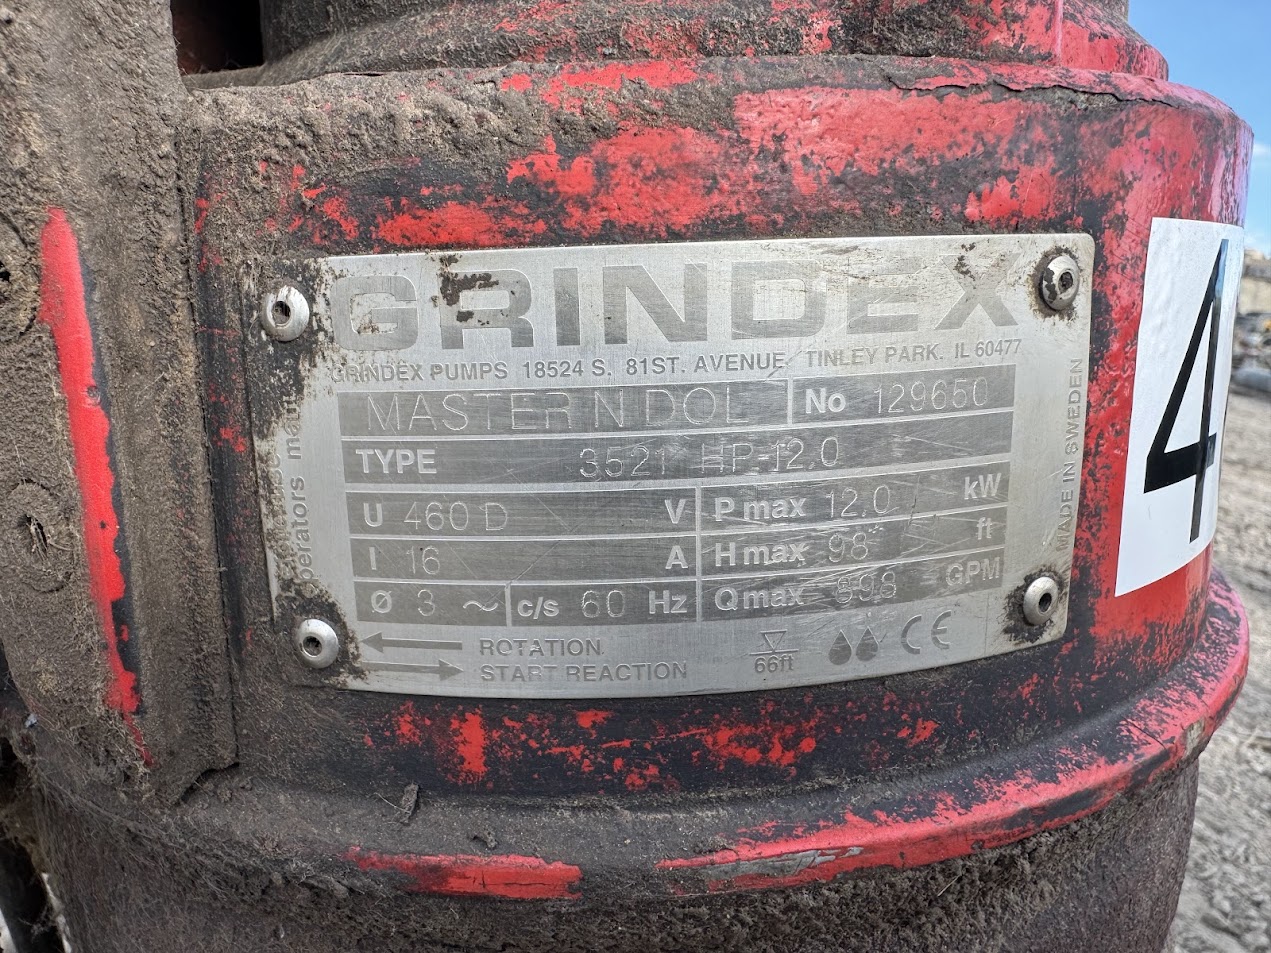 GRINDEX
GRINDEX PUMPS 18524 S. 81ST. AVENUE, TINLEY PARK. IL 60477
MASTER N DOL No 129650
TYPE 3521 HP-12.0
U 460 D V P max 12.0 kW
I 16 A H max 98 ft
ø 3 ~ c/s 60 Hz Q max 998 GPM
ROTATION
START REACTION
66ft
CE
MADE IN SWEDEN
4